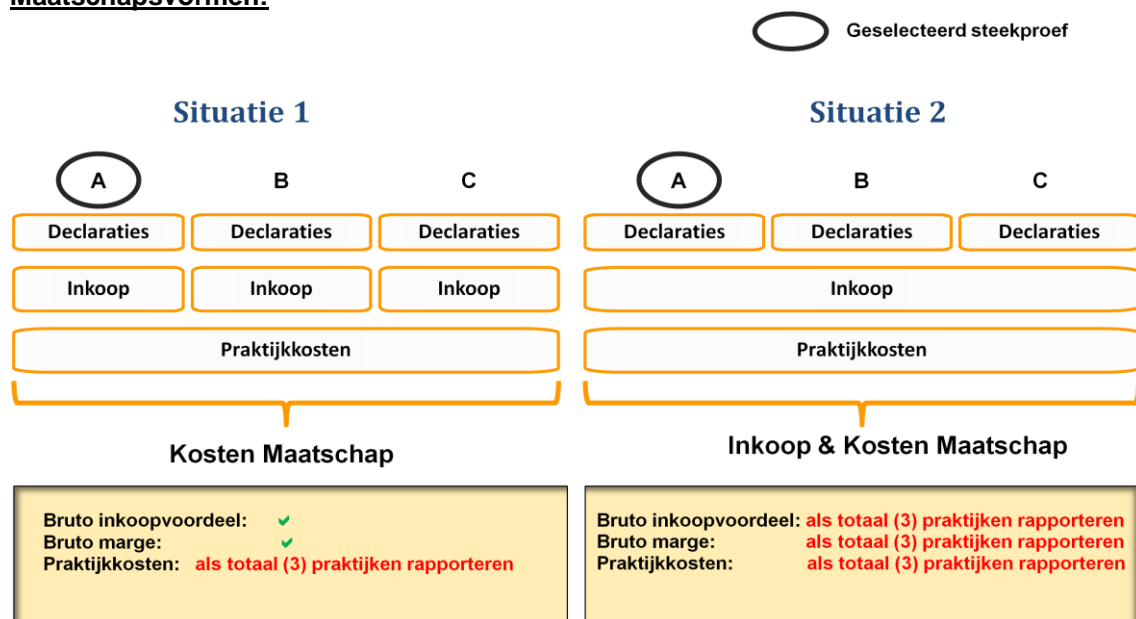 Maatschapsvormen:
Geselecteerd steekproef
Situatie 1
A B C
Declaraties Declaraties Declaraties
Inkoop Inkoop Inkoop
Praktijkkosten
Kosten Maatschap
Bruto inkoopvoordeel: ✓
Bruto marge: ✓
Praktijkkosten: als totaal (3) praktijken rapporteren
Situatie 2
A B C
Declaraties Declaraties Declaraties
Inkoop
Praktijkkosten
Inkoop & Kosten Maatschap
Bruto inkoopvoordeel: als totaal (3) praktijken rapporteren
Bruto marge: als totaal (3) praktijken rapporteren
Praktijkkosten: als totaal (3) praktijken rapporteren